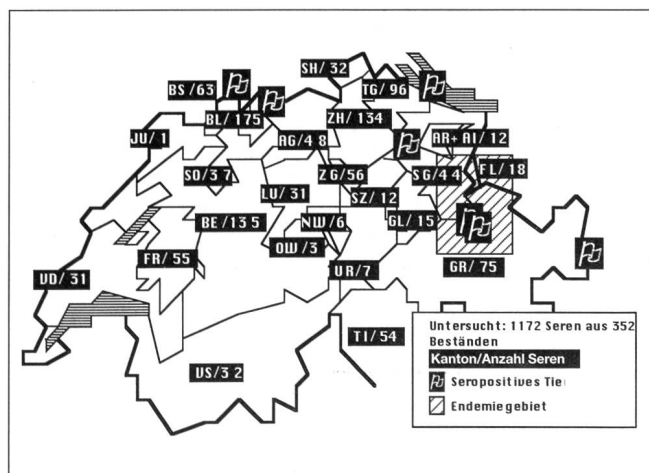 SH/32
BS/63
TG/96
BL/175
ZH/134
JU/1
AG/48
AR+AI/12
SO/37
ZG/56
SG/44
FL/18
LU/31
SZ/12
BE/135
NW/6
GL/15
OW/3
FR/55
GR/75
UR/7
VD/31
TI/54
VS/32
Untersucht: 1172 Seren aus 352
Beständen
Kanton/Anzahl Seren
Seropositives Tie
Endemiegebiet